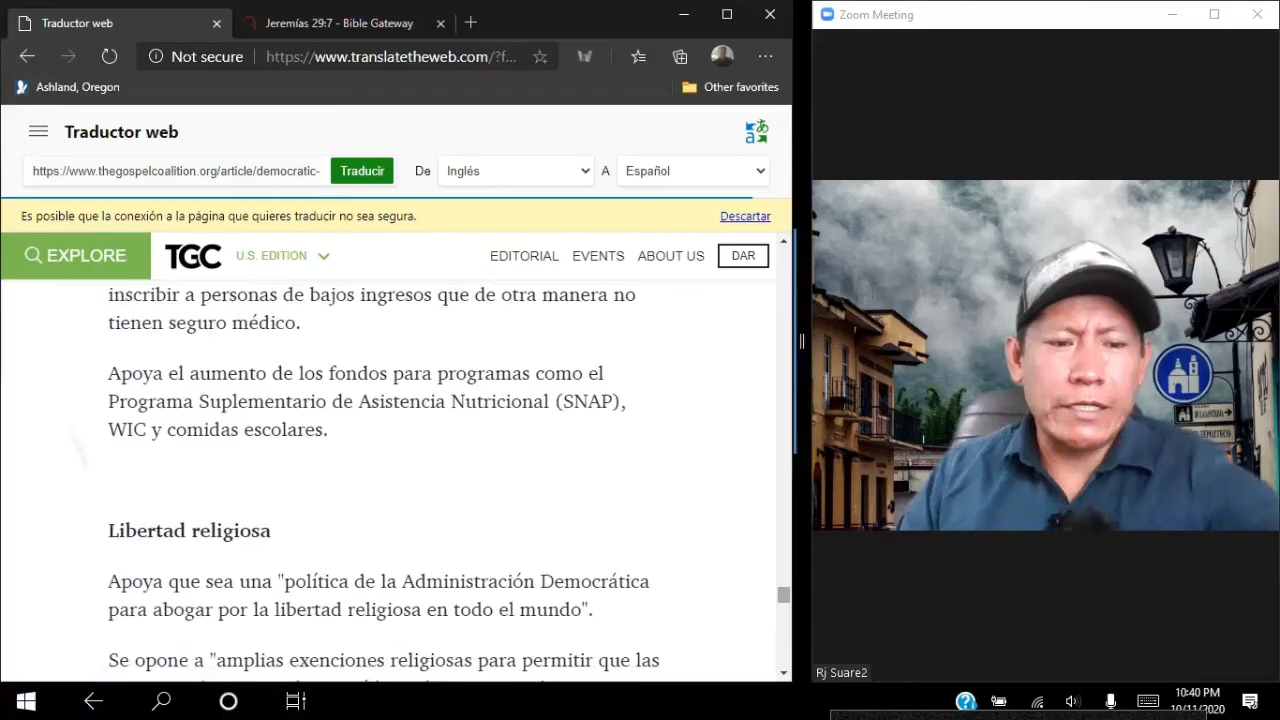 Traductor web
Jeremías 29:7 - Bible Gateway
Not secure
https://www.translatetheweb.com/?f...
Ashland, Oregon
Other favorites
Traductor web
https://www.thegospelcoalition.org/article/democratic-
Traducir
De
Inglés
A
Español
Es posible que la conexión a la página que quieres traducir no sea segura.
Descartar
EXPLORE
TGC
U.S. EDITION
EDITORIAL
EVENTS
ABOUT US
DAR
inscribir a personas de bajos ingresos que de otra manera no
tienen seguro médico.
Apoya el aumento de los fondos para programas como el
Programa Suplementario de Asistencia Nutricional (SNAP),
WIC y comidas escolares.
Libertad religiosa
Apoya que sea una "política de la Administración Democrática
para abogar por la libertad religiosa en todo el mundo".
Se opone a "amplias exenciones religiosas para permitir que las
Zoom Meeting
Rj Suare2
10:40 PM
10/11/2020